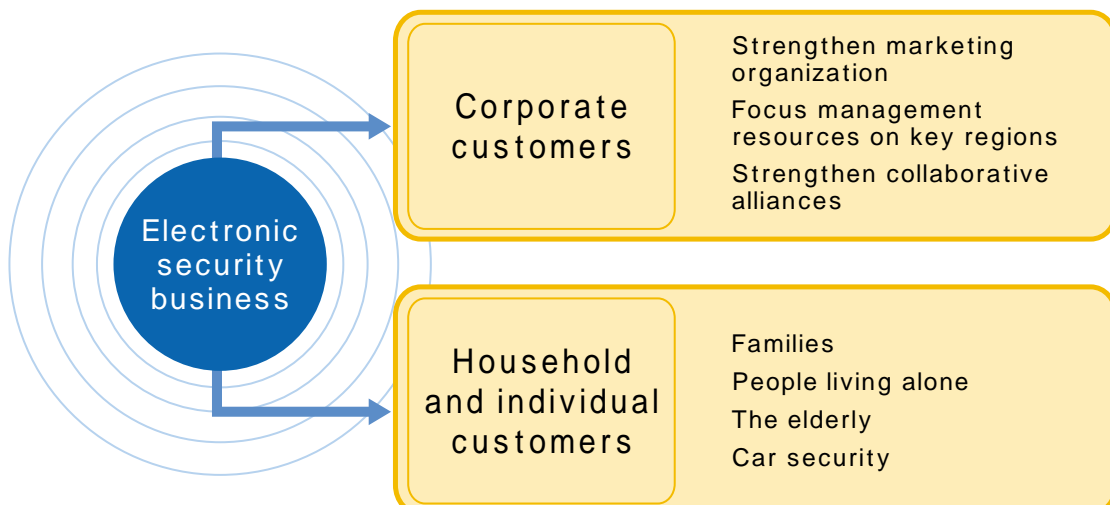 Electronic
security
business
Corporate
customers
Strengthen marketing
organization
Focus management
resources on key regions
Strengthen collaborative
alliances
Household
and individual
customers
Families
People living alone
The elderly
Car security